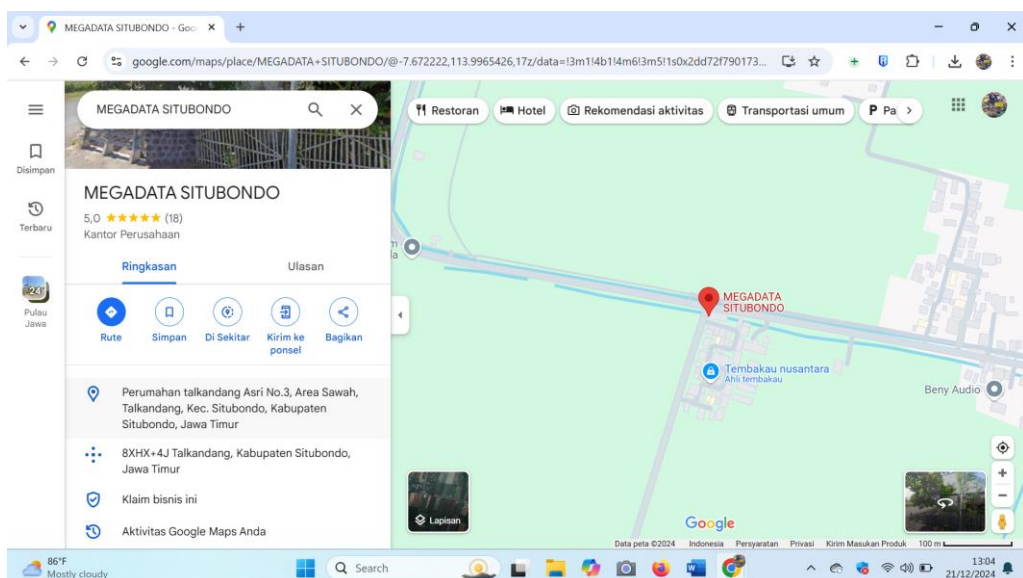 MEGADATA SITUBONDO - Goo
google.com/maps/place/MEGADATA+SITUBONDO/@-7.672222,113.9965426,17z/data=!3m1!4b1!4m6!3m5!1s0x2dd72f790173...
MEGADATA SITUBONDO
Restoran
Hotel
Rekomendasi aktivitas
Transportasi umum
P Pa
Disimpan
Terbaru
24°
Pulau
Jawa
MEGADATA SITUBONDO
5,0 ★★★★★ (18)
Kantor Perusahaan
Ringkasan
Ulasan
Rute
Simpan
Di Sekitar
Kirim ke
ponsel
Bagikan
Perumahan talkandang Asri No.3, Area Sawah,
Talkandang, Kec. Situbondo, Kabupaten
Situbondo, Jawa Timur
8XHX+4J Talkandang, Kabupaten Situbondo,
Jawa Timur
Klaim bisnis ini
Aktivitas Google Maps Anda
m
la
MEGADATA
SITUBONDO
Tembakau nusantara
Ahli tembakau
Beny Audio
Lapisan
Google
Data peta ©2024 Indonesia Persyaratan Privasi Kirim Masukan Produk 100 m
86°F
Mostly cloudy
Search
13:04
21/12/2024